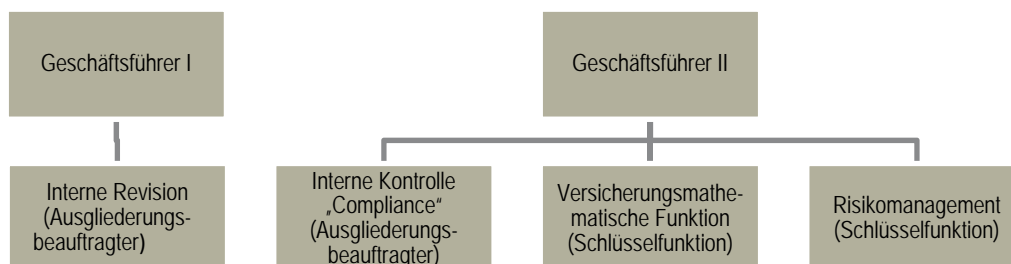 Geschäftsführer I
Geschäftsführer II
Interne Revision
(Ausgliederungs-
beauftragter)
Interne Kontrolle
„Compliance“
(Ausgliederungs-
beauftragter)
Versicherungsmathe-
matische Funktion
(Schlüsselfunktion)
Risikomanagement
(Schlüsselfunktion)